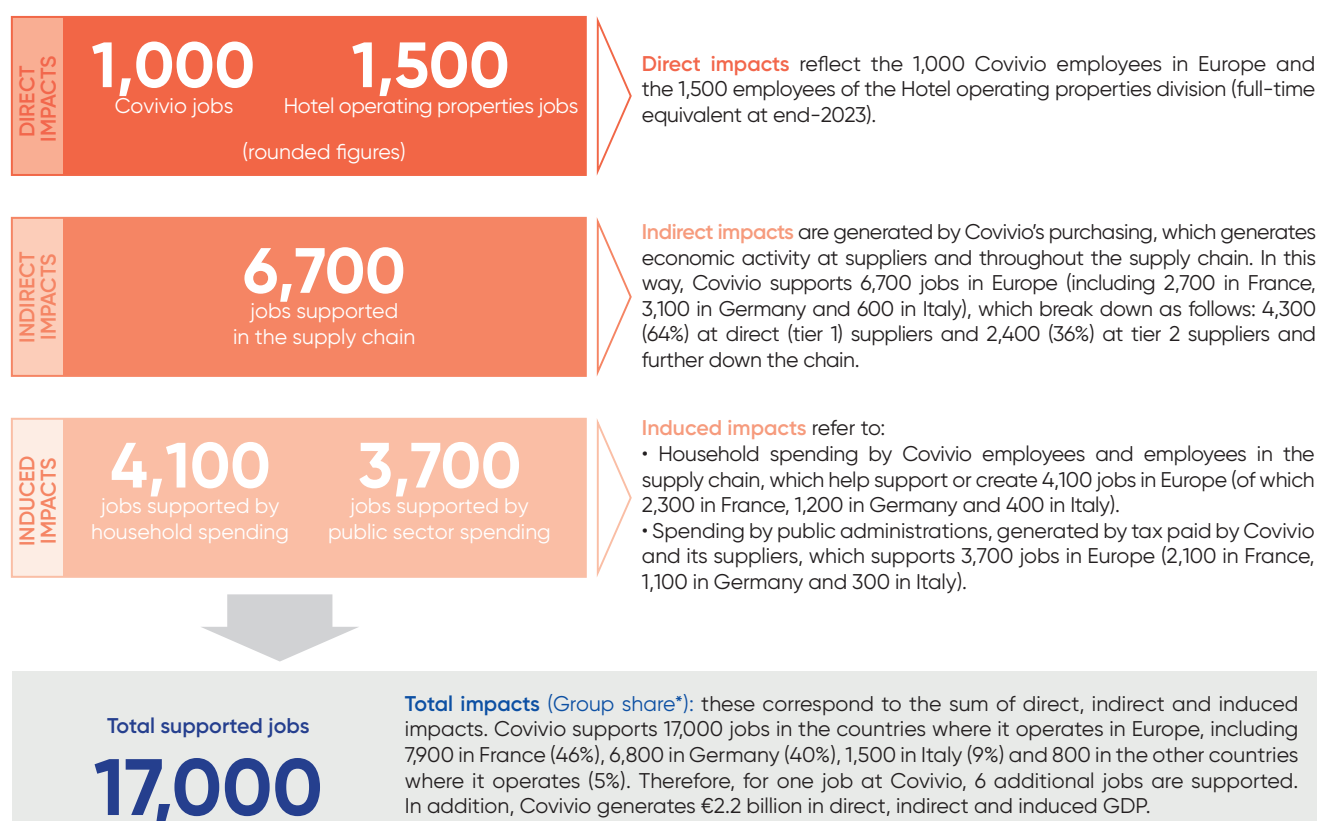 DIRECT
IMPACTS
1,000
Covivio jobs
1,500
Hotel operating properties jobs
(rounded figures)
Direct impacts reflect the 1,000 Covivio employees in Europe and
the 1,500 employees of the Hotel operating properties division (full-time
equivalent at end-2023).
INDIRECT
IMPACTS
6,700
jobs supported
in the supply chain
Indirect impacts are generated by Covivio's purchasing, which generates
economic activity at suppliers and throughout the supply chain. In this
way, Covivio supports 6,700 jobs in Europe (including 2,700 in France,
3,100 in Germany and 600 in Italy), which break down as follows: 4,300
(64%) at direct (tier 1) suppliers and 2,400 (36%) at tier 2 suppliers and
further down the chain.
INDUCED
IMPACTS
4,100
jobs supported by
household spending
3,700
jobs supported by
public sector spending
Induced impacts refer to:
• Household spending by Covivio employees and employees in the
supply chain, which help support or create 4,100 jobs in Europe (of which
2,300 in France, 1,200 in Germany and 400 in Italy).
• Spending by public administrations, generated by tax paid by Covivio
and its suppliers, which supports 3,700 jobs in Europe (2,100 in France,
1,100 in Germany and 300 in Italy).
Total supported jobs
17,000
Total impacts (Group share*): these correspond to the sum of direct, indirect and induced
impacts. Covivio supports 17,000 jobs in the countries where it operates in Europe, including
7,900 in France (46%), 6,800 in Germany (40%), 1,500 in Italy (9%) and 800 in the other countries
where it operates (5%). Therefore, for one job at Covivio, 6 additional jobs are supported.
In addition, Covivio generates €2.2 billion in direct, indirect and induced GDP.